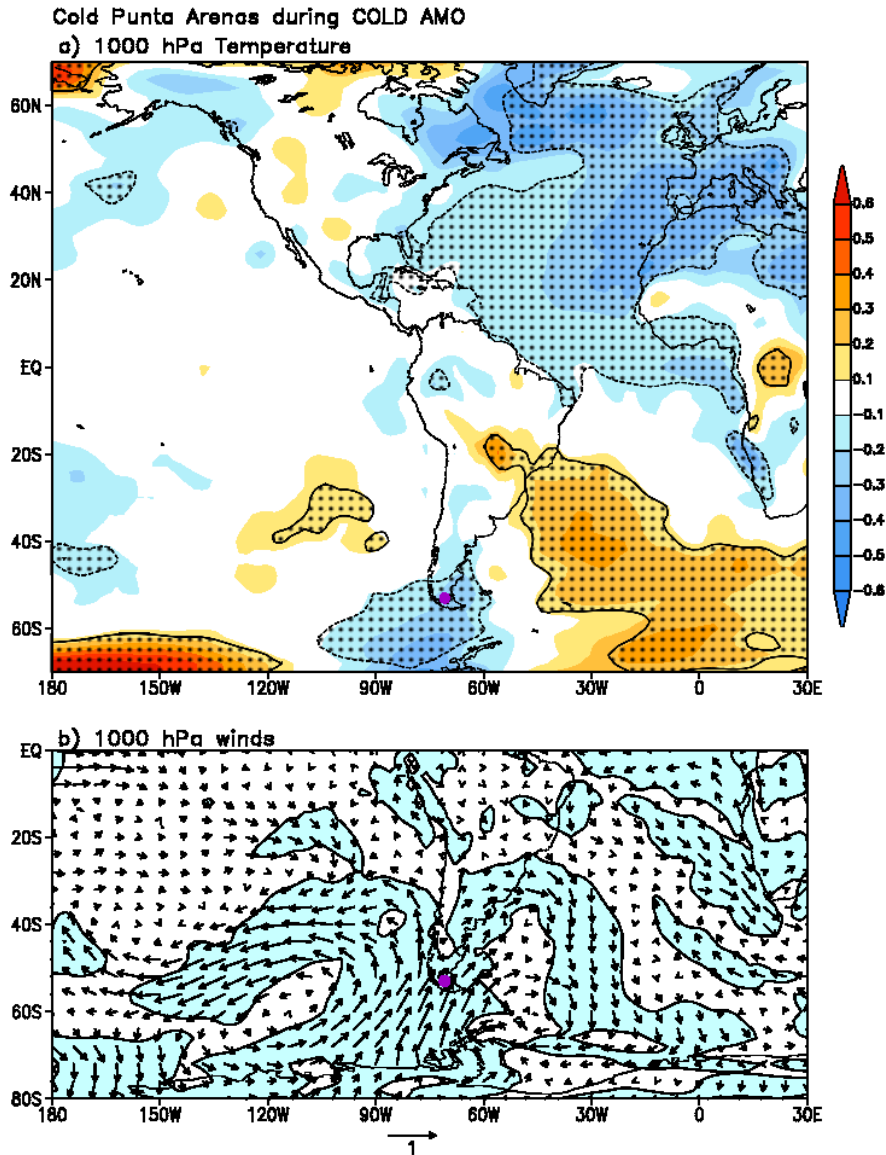 Cold Punta Arenas during COLD AMO
a) 1000 hPa Temperature
60N
40N
20N
EQ
20S
40S
60S
180 150W 120W 90W 60W 30W 0 30E
0.6
0.5
0.4
0.3
0.2
0.1
-0.1
-0.2
-0.3
-0.4
-0.5
-0.6
b) 1000 hPa winds
EQ
20S
40S
60S
80S
180 150W 120W 90W 60W 30W 0 30E
1